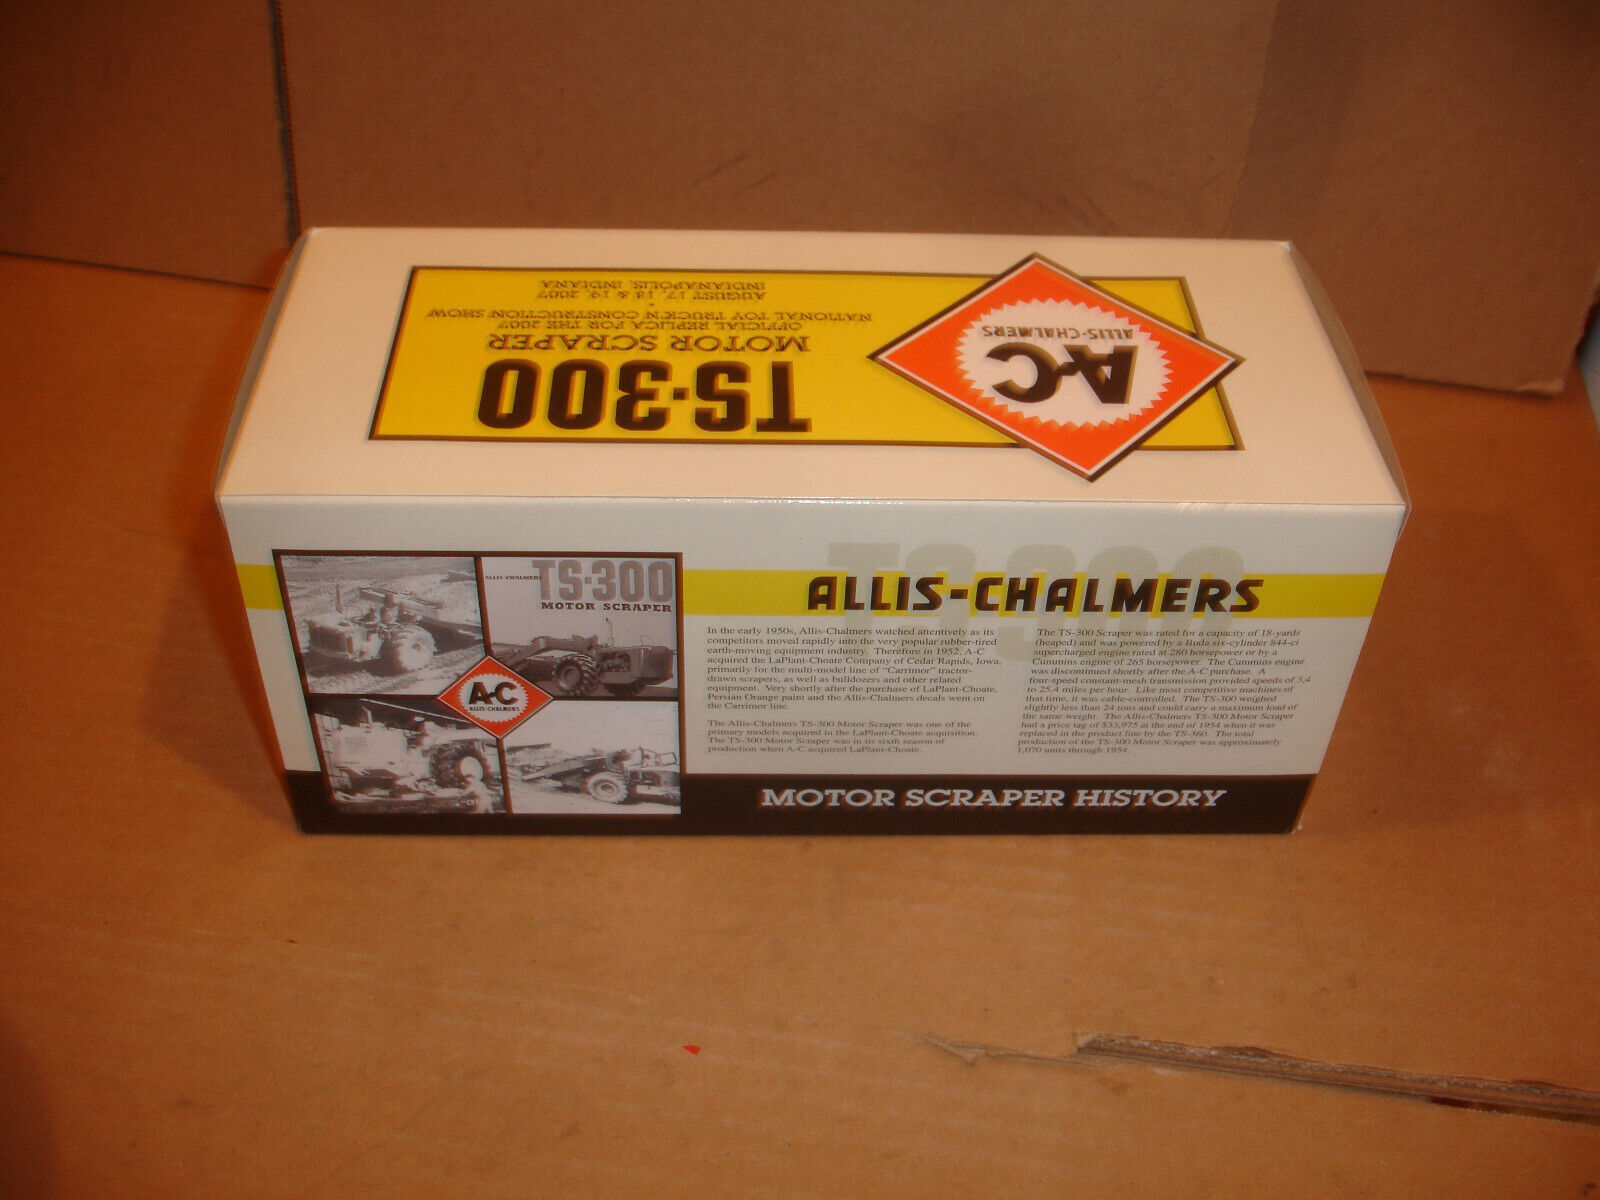 TS-300
MOTOR SCRAPER
OFFICIAL REPLICA FOR THE 2007
NATIONAL TOY TRUCK'N CONSTRUCTION SHOW
AUGUST 17, 18 & 19, 2007
INDIANAPOLIS, INDIANA
A-C
ALLIS-CHALMERS
ALLIS-CHALMERS TS-300
MOTOR SCRAPER
A-C
ALLIS-CHALMERS
TS-300
ALLIS-CHALMERS
In the early 1950s, Allis-Chalmers watched attentively as its
competitors moved rapidly into the very popular rubber-tired
earth-moving equipment industry. Therefore in 1952, A-C
acquired the LaPlant-Choate Company of Cedar Rapids, Iowa,
primarily for the multi-model line of "Carrimor" tractor-
drawn scrapers, as well as bulldozers and other related
equipment. Very shortly after the purchase of LaPlant-Choate,
Persian Orange paint and the Allis-Chalmers decals went on
the Carrimor line.
The Allis-Chalmers TS-300 Motor Scraper was one of the
primary models acquired in the LaPlant-Choate acquisition.
The TS-300 Motor Scraper was in its sixth season of
production when A-C acquired LaPlant-Choate.
The TS-300 Scraper was rated for a capacity of 18-yards
(heaped) and was powered by a Buda six-cylinder 844-ci
supercharged engine rated at 280 horsepower or by a
Cummins engine of 265 horsepower. The Cummins engine
was discontinued shortly after the A-C purchase. A
four-speed constant-mesh transmission provided speeds of 3.4
to 25.4 miles per hour. Like most competitive machines of
that time, it was cable-controlled. The TS-300 weighed
slightly less than 24 tons and could carry a maximum load of
the same weight. The Allis-Chalmers TS-300 Motor Scraper
had a price tag of $33,975 at the end of 1954 when it was
replaced in the product line by the TS-360. The total
production of the TS-300 Motor Scraper was approximately
1,070 units through 1954.
MOTOR SCRAPER HISTORY